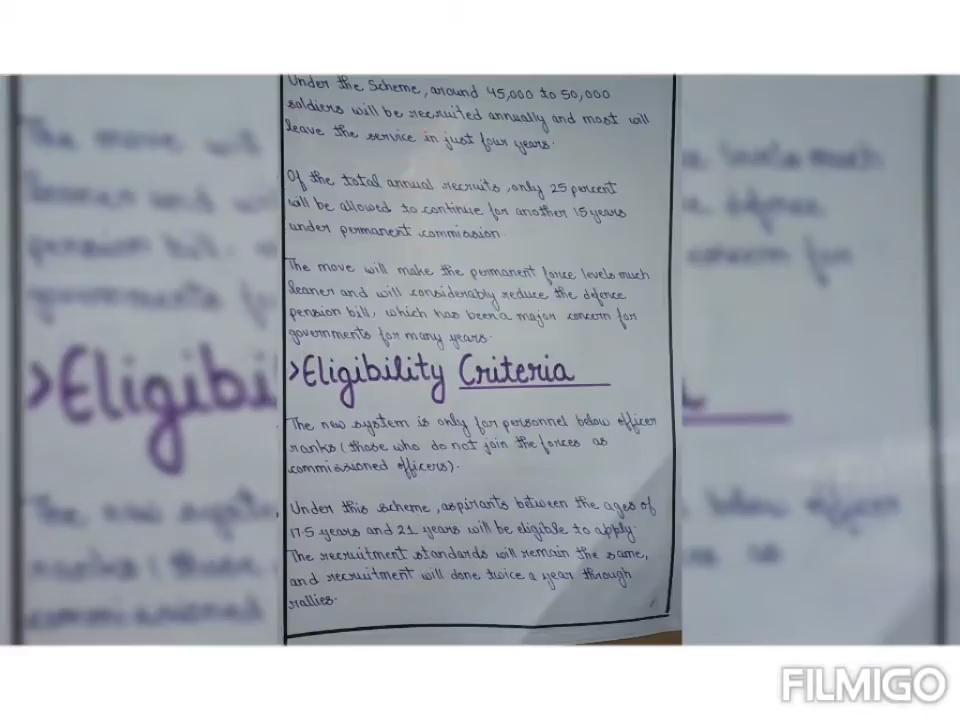 Under the Scheme, around 45,000 to 50,000
soldiers will be recruited annually and most will
leave the service in just four years.
Of the total annual recruits, only 25 percent
will be allowed to continue for another 15 years
under permanent commission.
The move will make the permanent force levels much
leaner and will considerably reduce the defence
pension bill, which has been a major concern for
governments for many years.
>Eligibility Criteria
The new system is only for personnel below officer
ranks (those who do not join the forces as
commissioned officers).
Under this scheme, aspirants between the ages of
17.5 years and 21 years will be eligible to apply.
The recruitment standards will remain the same,
and recruitment will done twice a year through
rallies.
FILMIGO